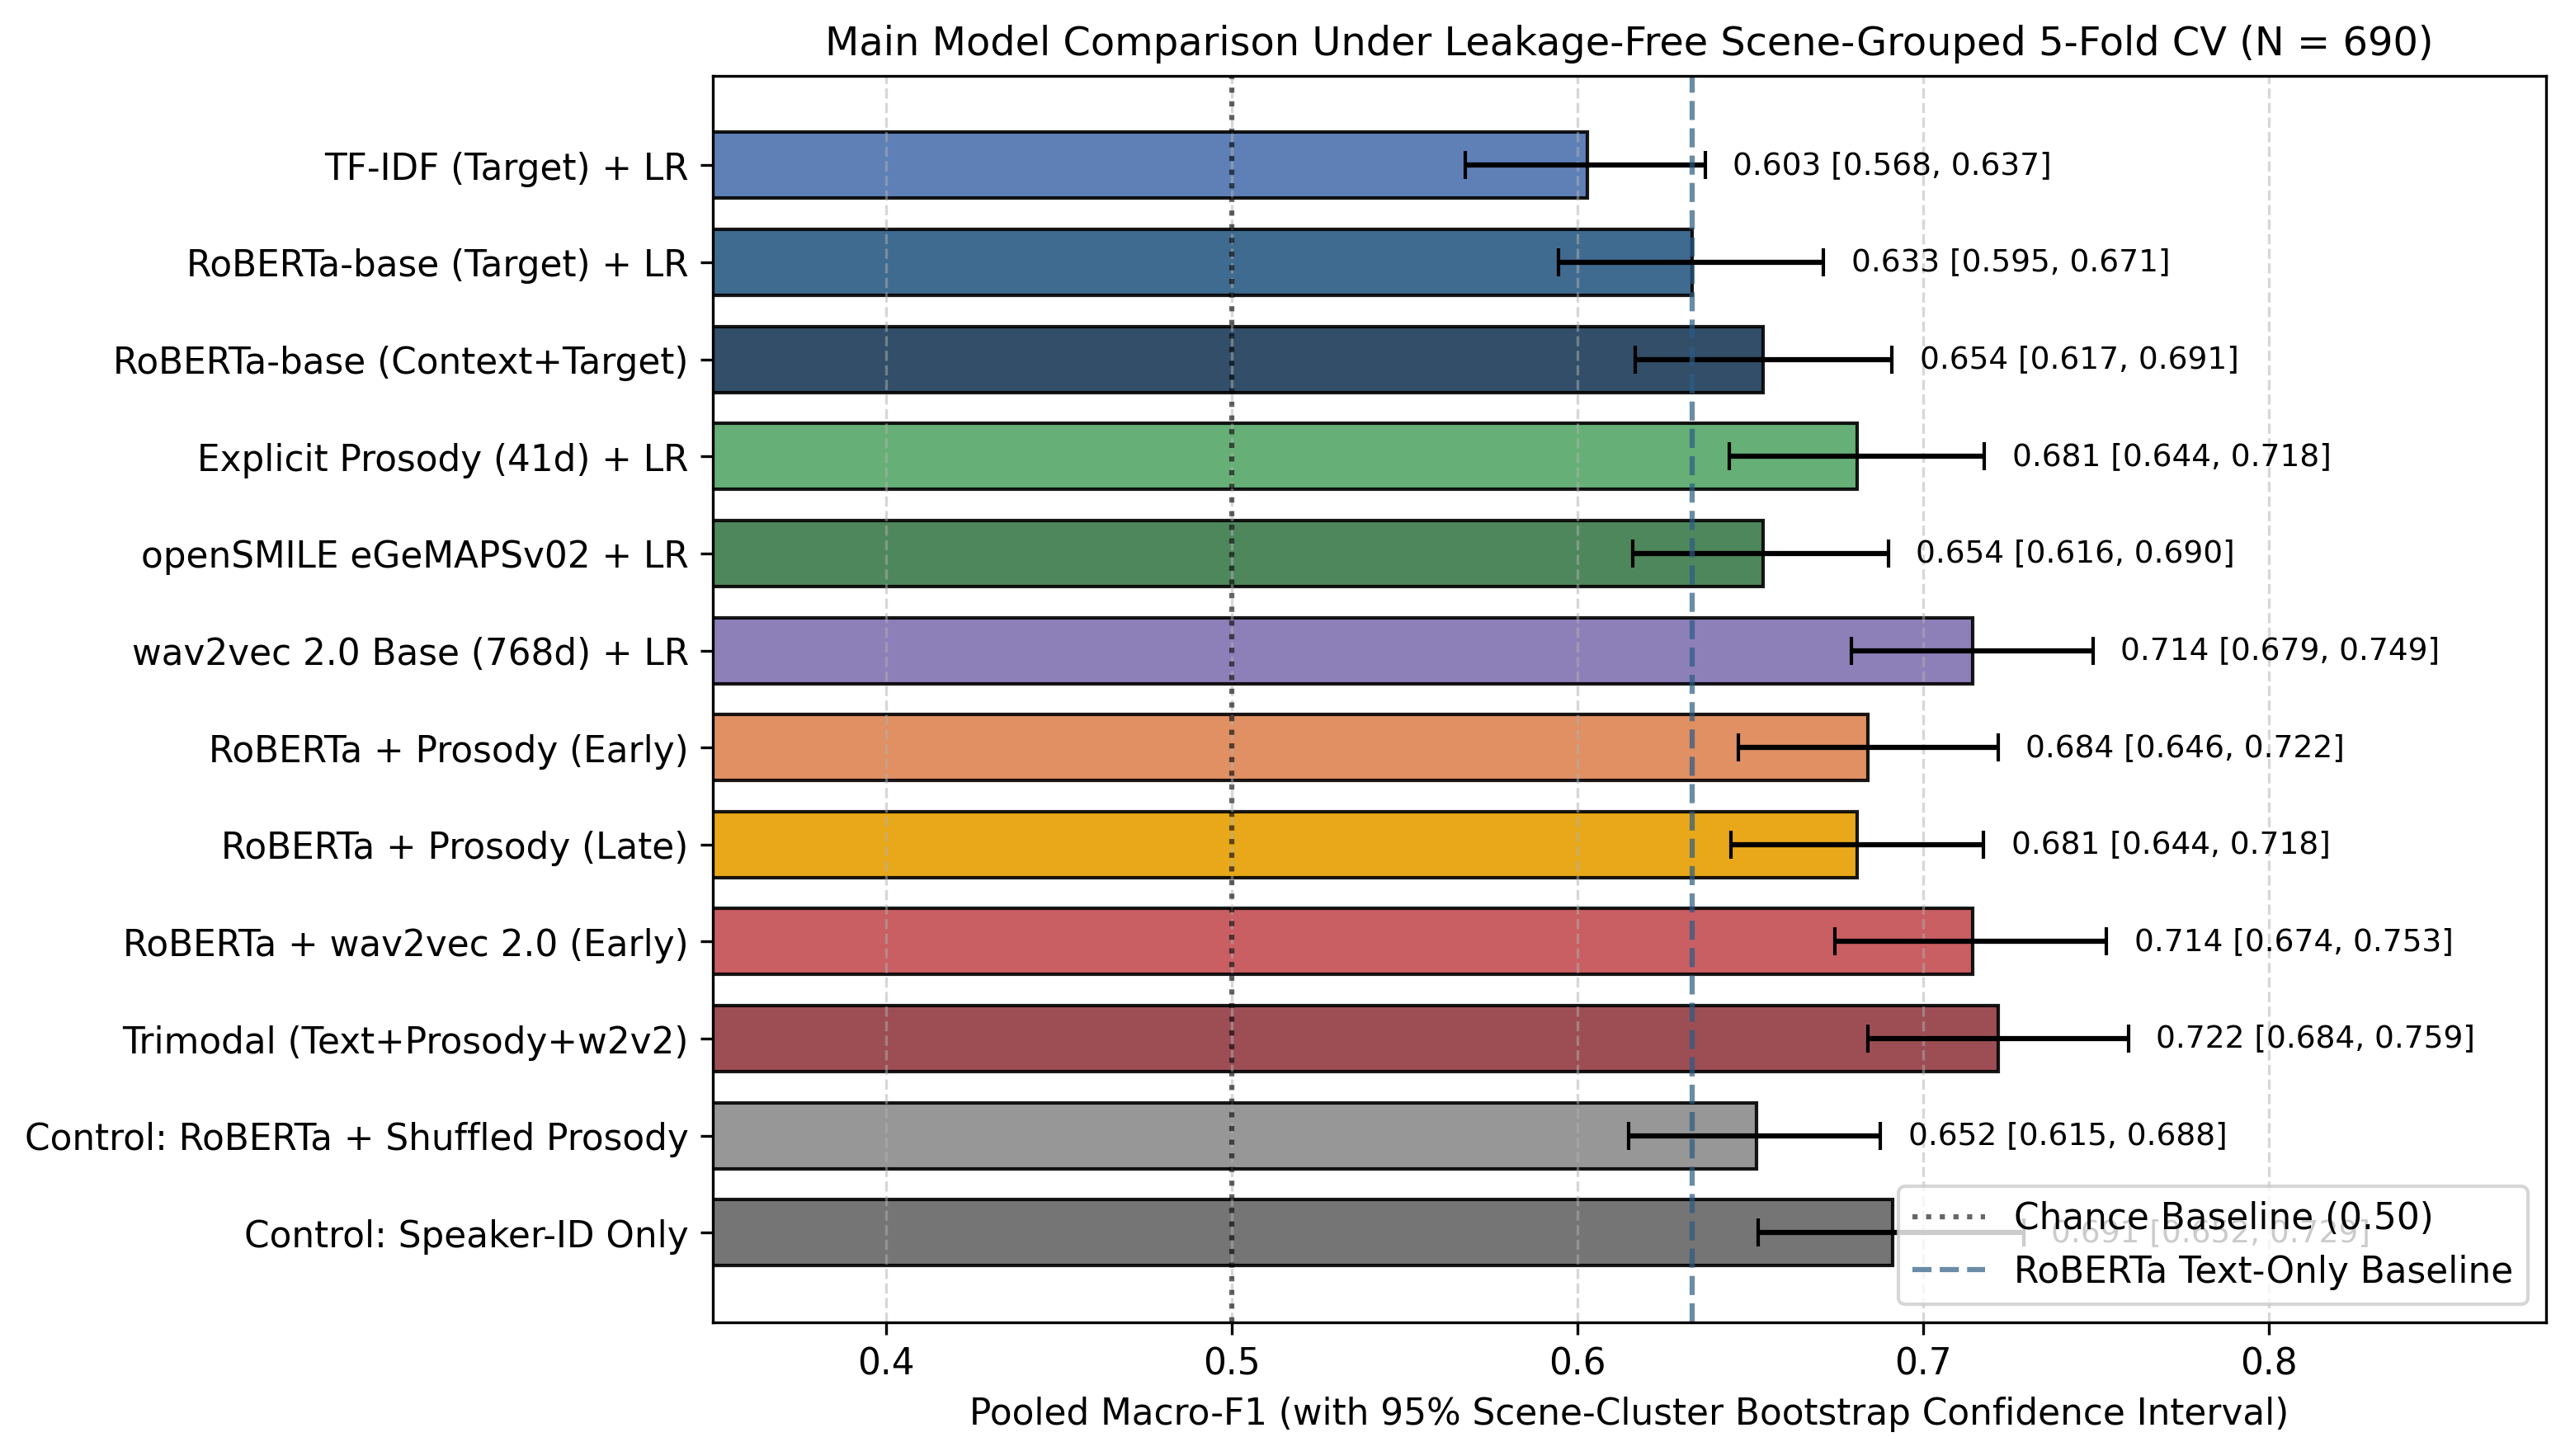 Main Model Comparison Under Leakage-Free Scene-Grouped 5-Fold CV (N = 690)
TF-IDF (Target) + LR 0.603 [0.568, 0.637]
RoBERTa-base (Target) + LR 0.633 [0.595, 0.671]
RoBERTa-base (Context+Target) 0.654 [0.617, 0.691]
Explicit Prosody (41d) + LR 0.681 [0.644, 0.718]
openSMILE eGeMAPSv02 + LR 0.654 [0.616, 0.690]
wav2vec 2.0 Base (768d) + LR 0.714 [0.679, 0.749]
RoBERTa + Prosody (Early) 0.684 [0.646, 0.722]
RoBERTa + Prosody (Late) 0.681 [0.644, 0.718]
RoBERTa + wav2vec 2.0 (Early) 0.714 [0.674, 0.753]
Trimodal (Text+Prosody+w2v2) 0.722 [0.684, 0.759]
Control: RoBERTa + Shuffled Prosody 0.652 [0.615, 0.688]
Control: Speaker-ID Only 0.691 [0.652, 0.729]
Chance Baseline (0.50)
RoBERTa Text-Only Baseline
0.4 0.5 0.6 0.7 0.8
Pooled Macro-F1 (with 95% Scene-Cluster Bootstrap Confidence Interval)